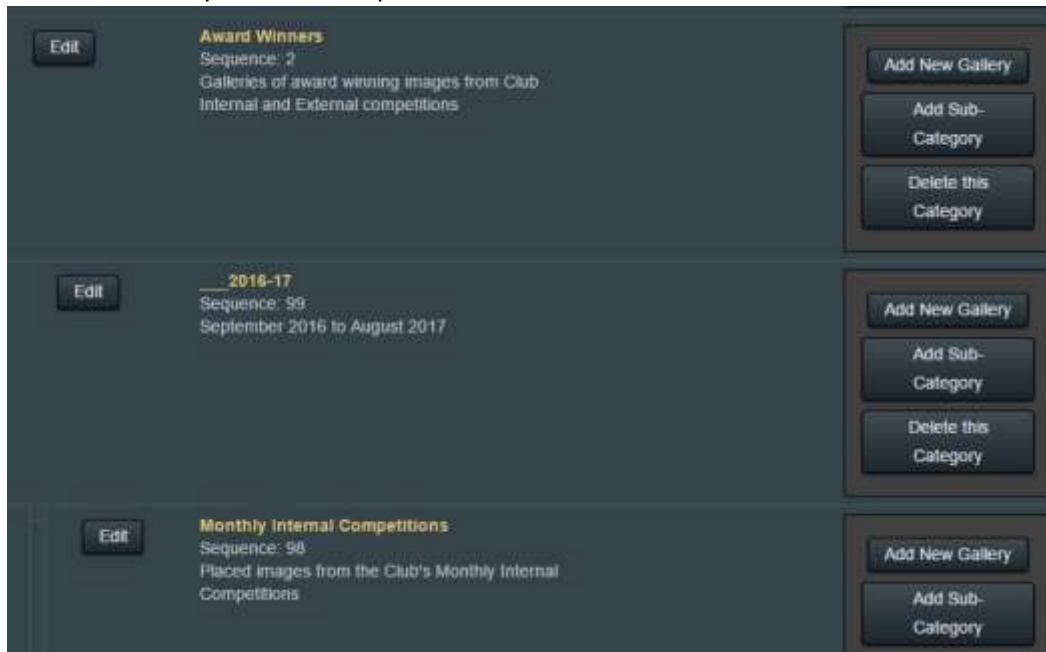 Edit
Award Winners
Sequence: 2
Galleries of award winning images from Club
Internal and External competitions
Add New Gallery
Add Sub-
Category
Delete this
Category
Edit
___2016-17
Sequence: 99
September 2016 to August 2017
Add New Gallery
Add Sub-
Category
Delete this
Category
Edit
Monthly Internal Competitions
Sequence: 98
Placed images from the Club's Monthly Internal
Competitions
Add New Gallery
Add Sub-
Category